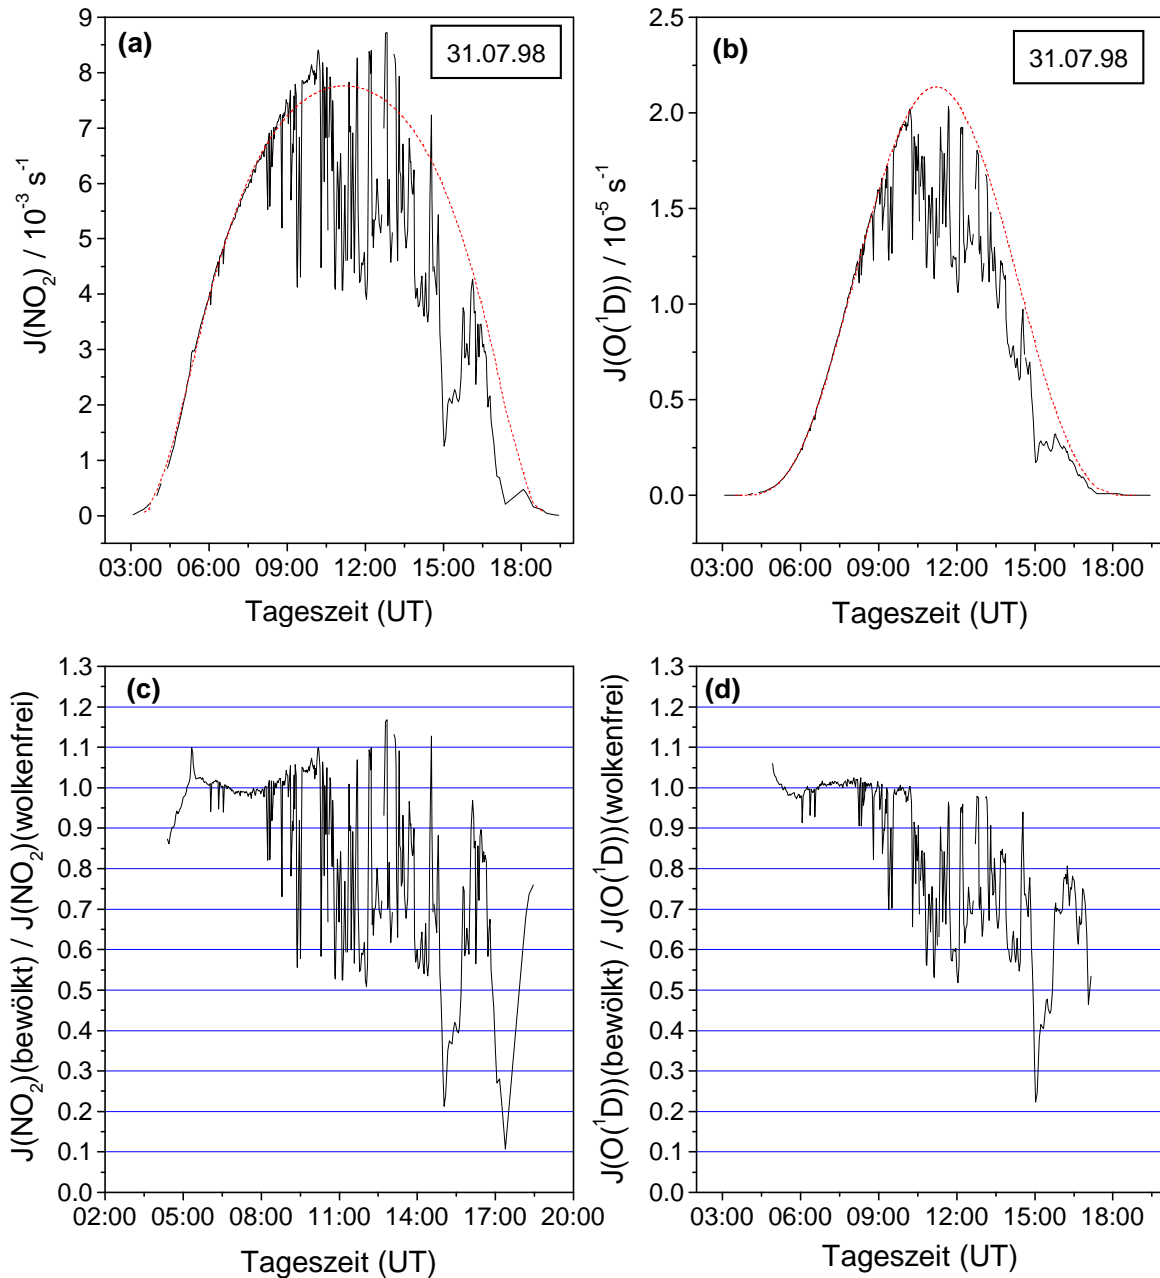 (a)
31.07.98
J(NO₂) / 10⁻³ s⁻¹
9
8
7
6
5
4
3
2
1
0
03:00 06:00 09:00 12:00 15:00 18:00
Tageszeit (UT)
(b)
31.07.98
J(O(¹D)) / 10⁻⁵ s⁻¹
2.5
2.0
1.5
1.0
0.5
0.0
03:00 06:00 09:00 12:00 15:00 18:00
Tageszeit (UT)
(c)
J(NO₂)(bewölkt) / J(NO₂)(wolkenfrei)
1.3
1.2
1.1
1.0
0.9
0.8
0.7
0.6
0.5
0.4
0.3
0.2
0.1
0.0
02:00 05:00 08:00 11:00 14:00 17:00 20:00
Tageszeit (UT)
(d)
J(O(¹D))(bewölkt) / J(O(¹D))(wolkenfrei)
1.3
1.2
1.1
1.0
0.9
0.8
0.7
0.6
0.5
0.4
0.3
0.2
0.1
0.0
03:00 06:00 09:00 12:00 15:00 18:00
Tageszeit (UT)